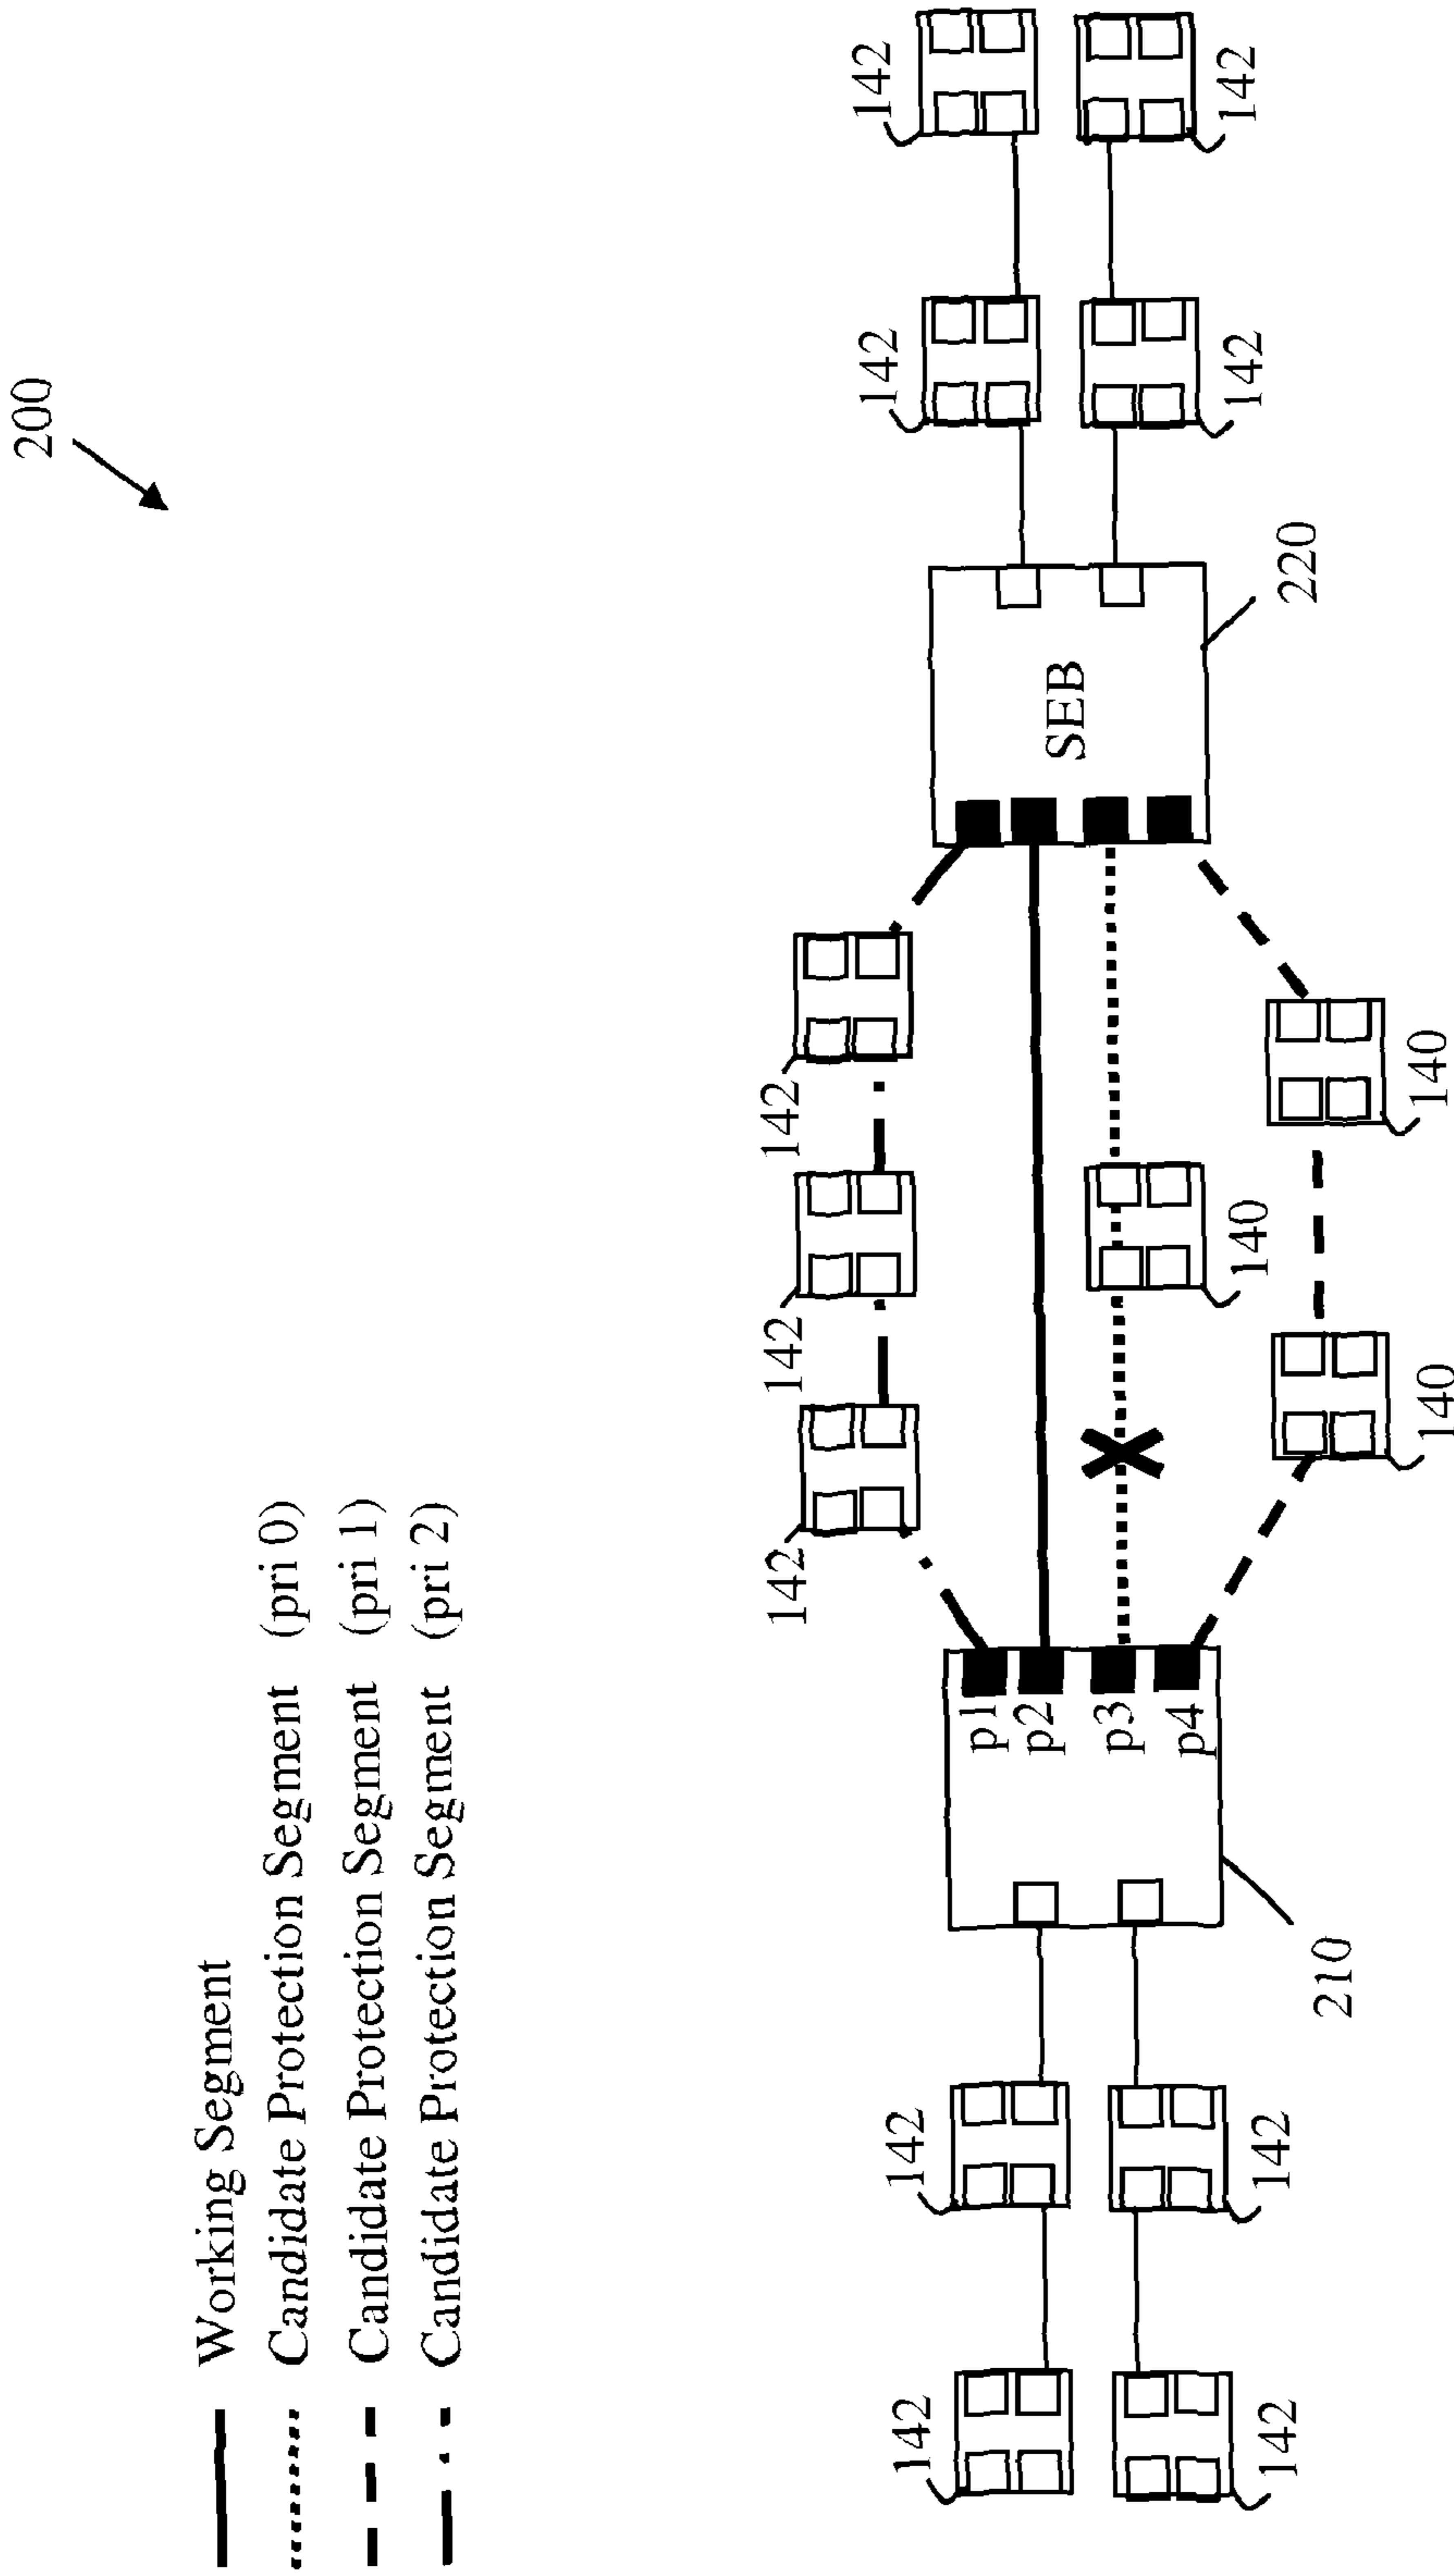 200
Working Segment
Candidate Protection Segment (pri 0)
Candidate Protection Segment (pri 1)
Candidate Protection Segment (pri 2)
142
142
142
142
142
142
142
p1
p2
p3
p4
SEB
142
142
142
142
140
140
140
210
220